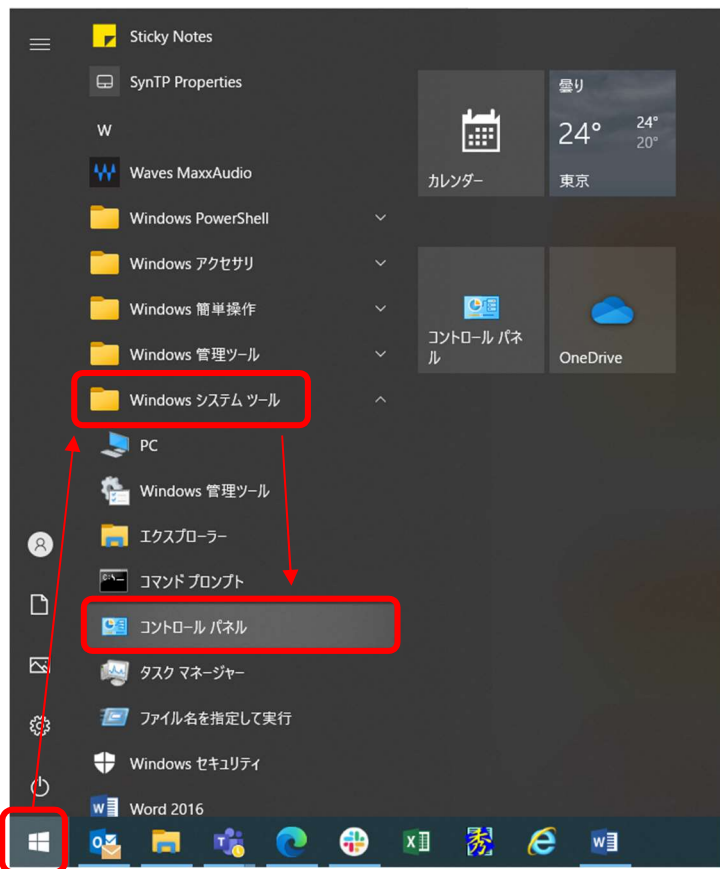 Sticky Notes
SynTP Properties
W
Waves MaxxAudio
Windows PowerShell
Windows アクセサリ
Windows 簡単操作
Windows 管理ツール
Windows システム ツール
PC
Windows 管理ツール
エクスプローラー
コマンド プロンプト
コントロール パネル
タスク マネージャー
ファイル名を指定して実行
Windows セキュリティ
Word 2016
カレンダー
曇り
24°
24°
20°
東京
コントロール パネ
ル
OneDrive
秀